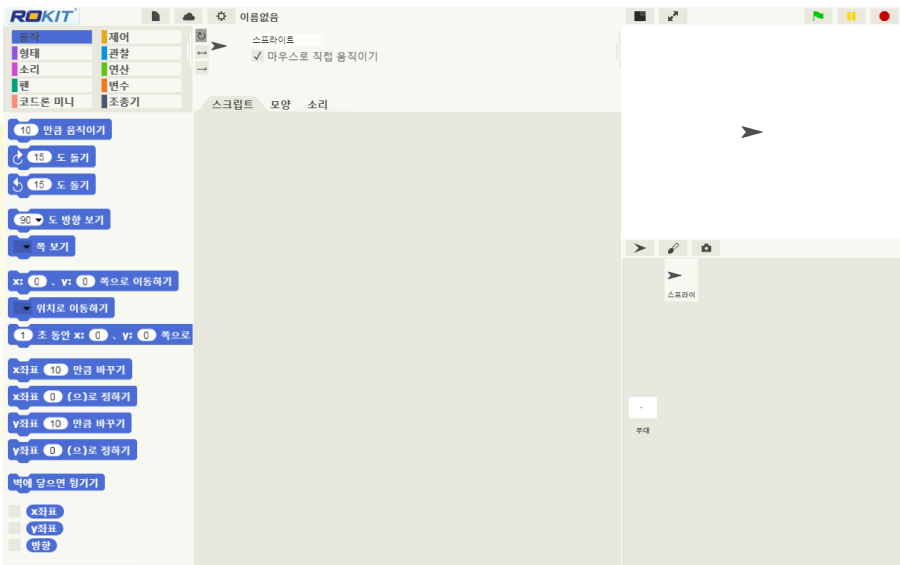 ROKIT
이름없음
동작 제어
형태 관찰
소리 연산
펜 변수
코드론 미니 조종기
스프라이트
마우스로 직접 움직이기
스크립트 모양 소리
10 만큼 움직이기
15 도 돌기
15 도 돌기
90 도 방향 보기
쪽 보기
x: 0 、y: 0 쪽으로 이동하기
위치로 이동하기
1 초 동안 x: 0 、y: 0 쪽으로
x좌표 10 만큼 바꾸기
x좌표 0 (으)로 정하기
y좌표 10 만큼 바꾸기
y좌표 0 (으)로 정하기
벽에 닿으면 튕기기
x좌표
y좌표
방향
스프라이
무대